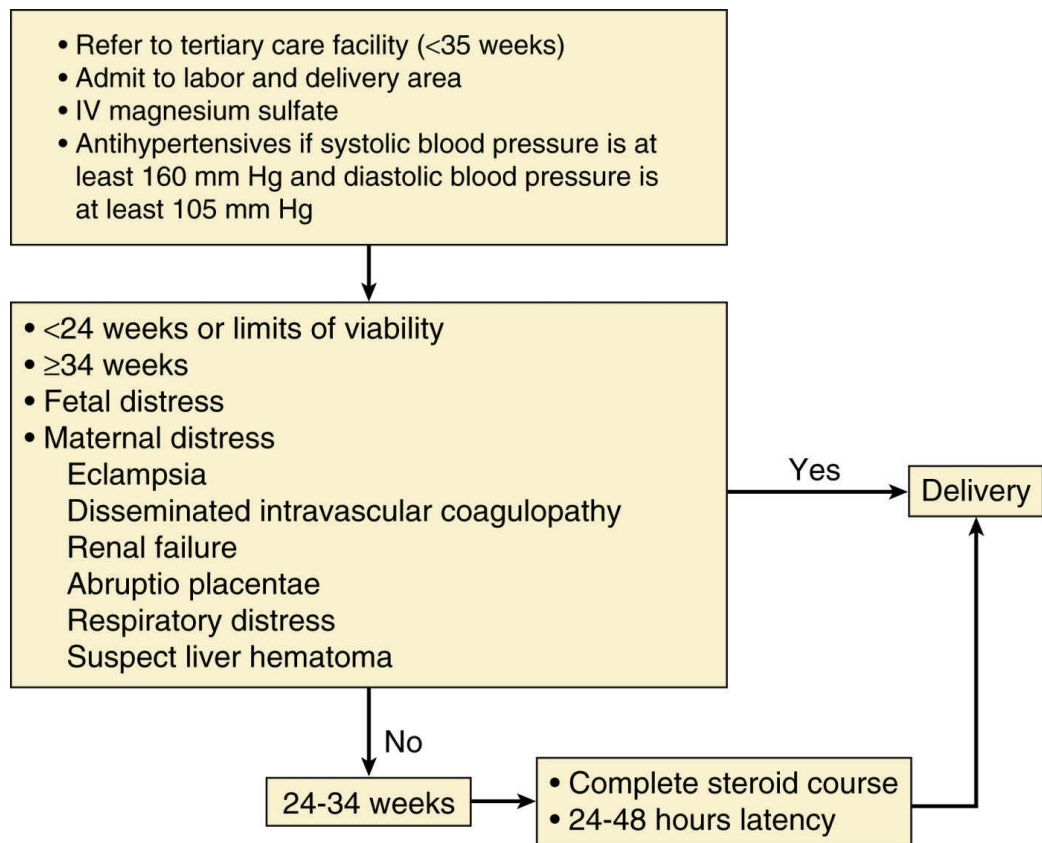 • Refer to tertiary care facility (<35 weeks)
• Admit to labor and delivery area
• IV magnesium sulfate
• Antihypertensives if systolic blood pressure is at
least 160 mm Hg and diastolic blood pressure is
at least 105 mm Hg
• <24 weeks or limits of viability
• ≥34 weeks
• Fetal distress
• Maternal distress
Eclampsia
Disseminated intravascular coagulopathy
Renal failure
Abruptio placentae
Respiratory distress
Suspect liver hematoma
Yes
Delivery
No
24-34 weeks
• Complete steroid course
• 24-48 hours latency